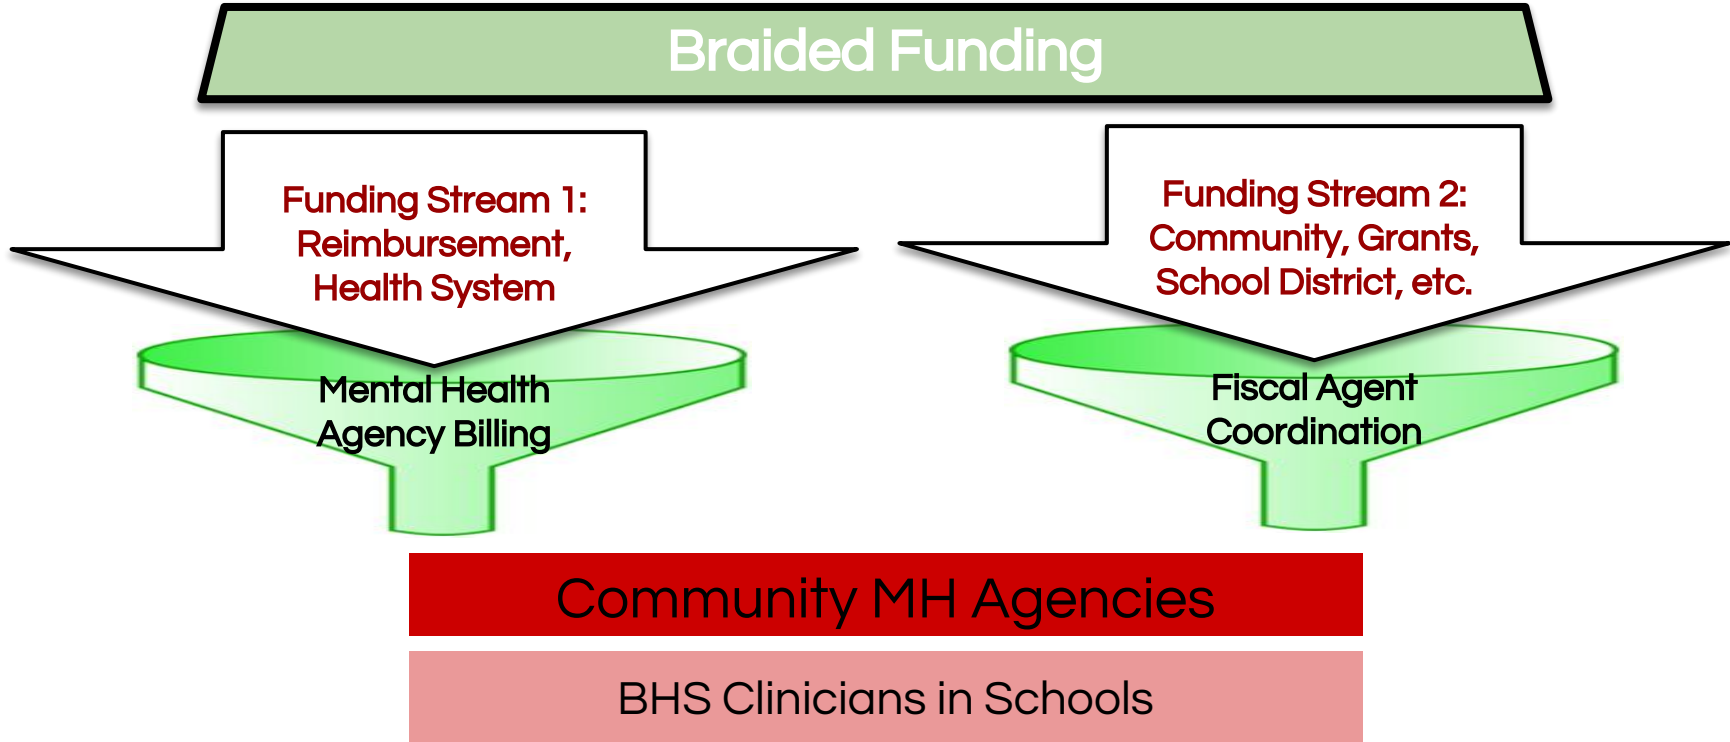 Braided Funding
Funding Stream 1:
Reimbursement,
Health System
Funding Stream 2:
Community, Grants,
School District, etc.
Mental Health
Agency Billing
Fiscal Agent
Coordination
Community MH Agencies
BHS Clinicians in Schools